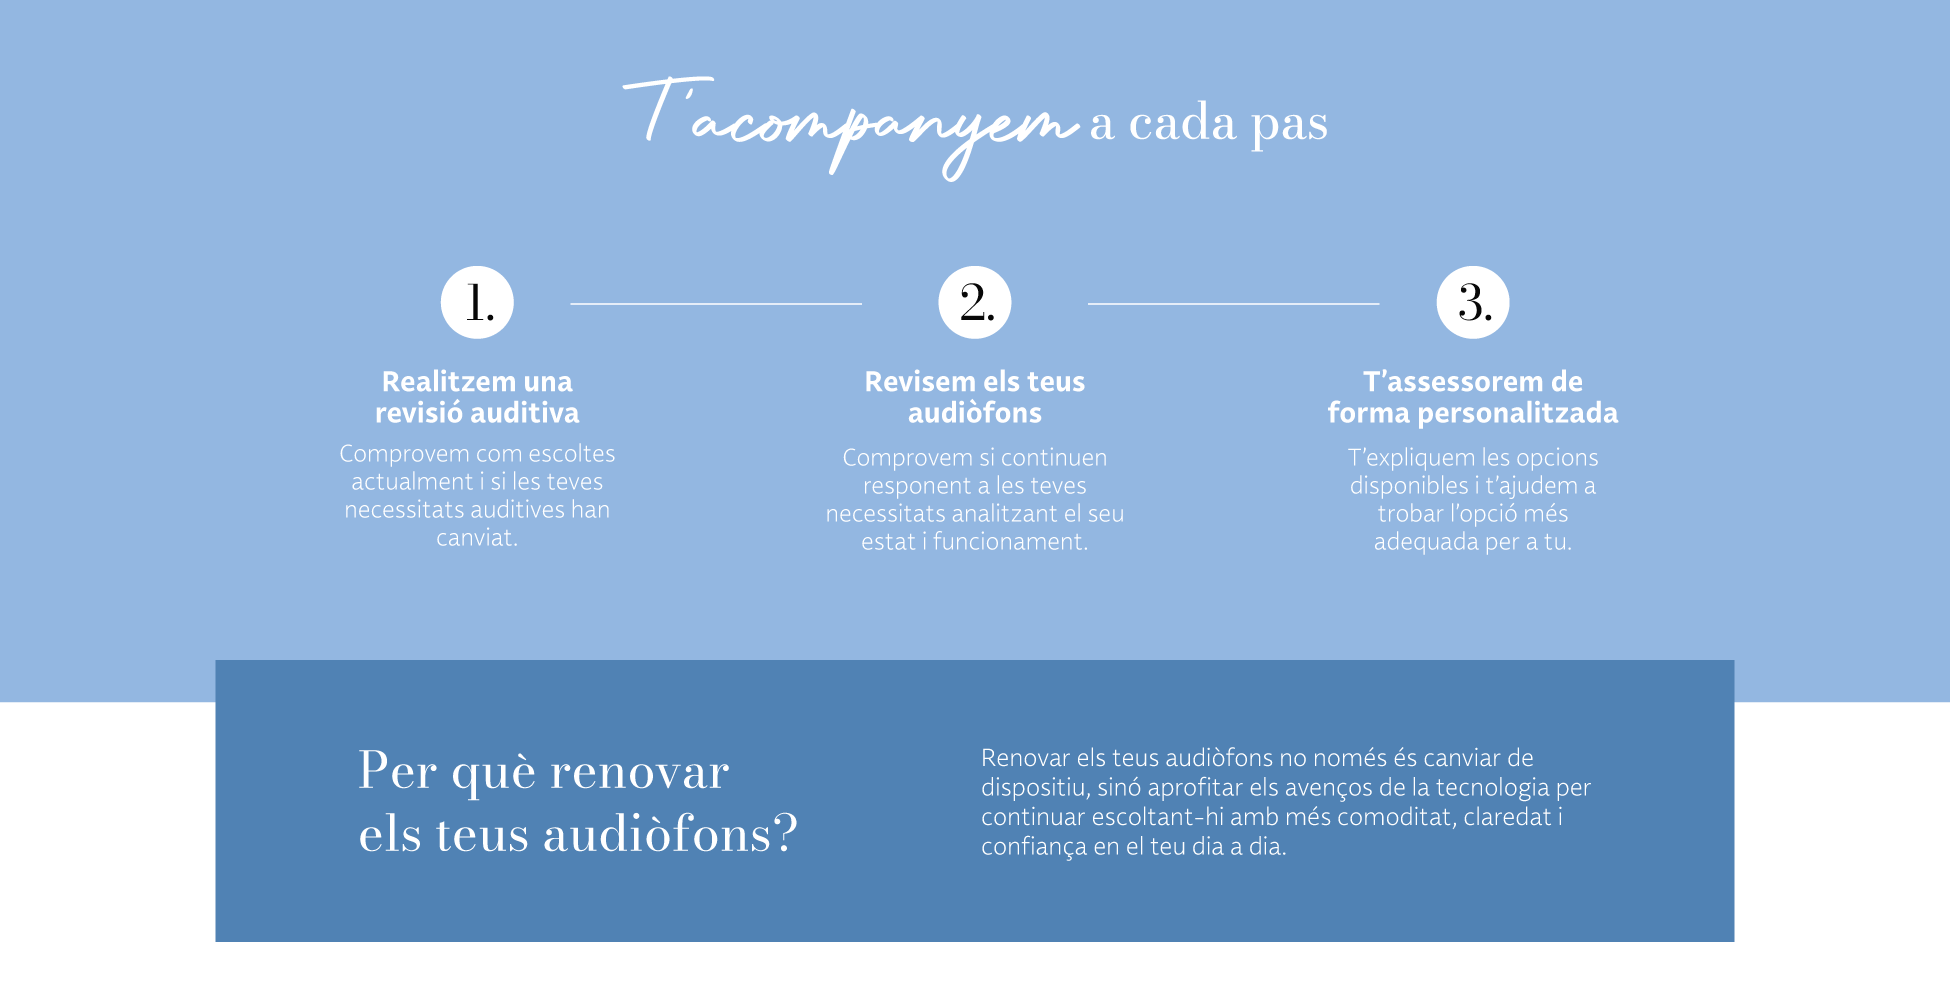 T'acompanyem a cada pas
1.
Realitzem una
revisió auditiva
Comprovem com escoltes
actualment i si les teves
necessitats auditives han
canviat.
2.
Revisem els teus
audiòfons
Comprovem si continuen
responent a les teves
necessitats analitzant el seu
estat i funcionament.
3.
T'assessorem de
forma personalitzada
T'expliquem les opcions
disponibles i t'ajudem a
trobar l'opció més
adequada per a tu.
Per què renovar
els teus audiòfons?
Renovar els teus audiòfons no només és canviar de
dispositiu, sinó aprofitar els avenços de la tecnologia per
continuar escoltant-hi amb més comoditat, claredat i
confiança en el teu dia a dia.